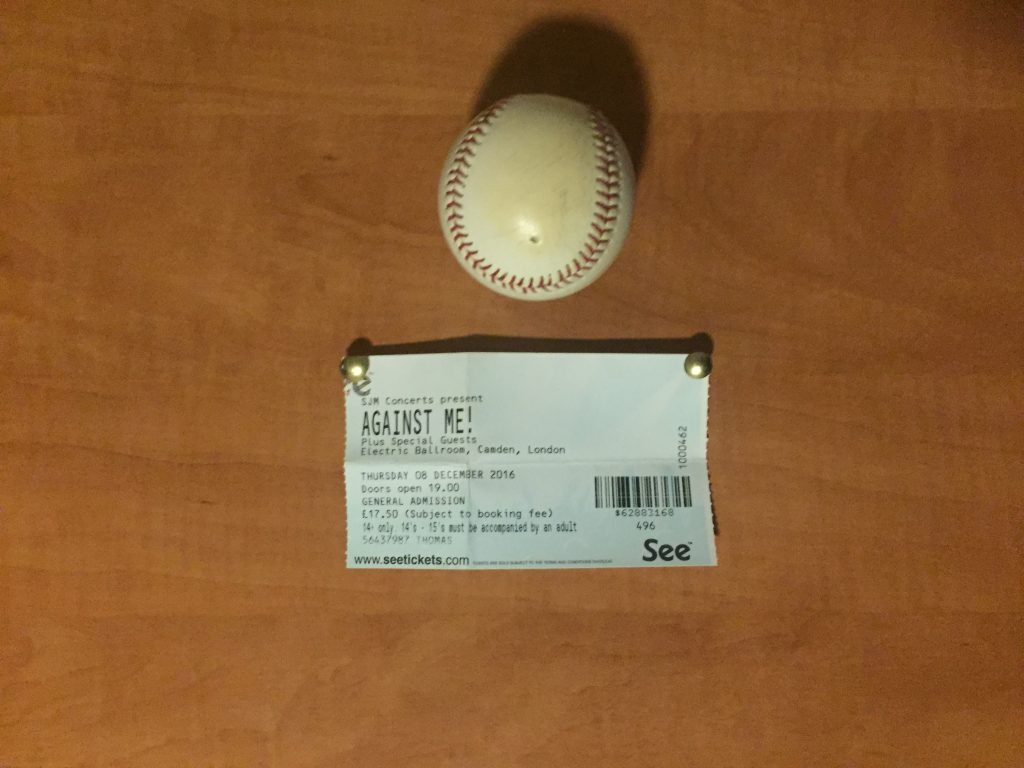 e
SJM Concerts present
AGAINST ME!
Plus Special Guests
Electric Ballroom, Camden, London
1000462
THURSDAY 08 DECEMBER 2016
Doors open 19.00
GENERAL ADMISSION
£17.50 (Subject to booking fee)
14+ only. 14's - 15's must be accompanied by an adult
56437987 THOMAS
www.seetickets.com
$62883168
496
See™